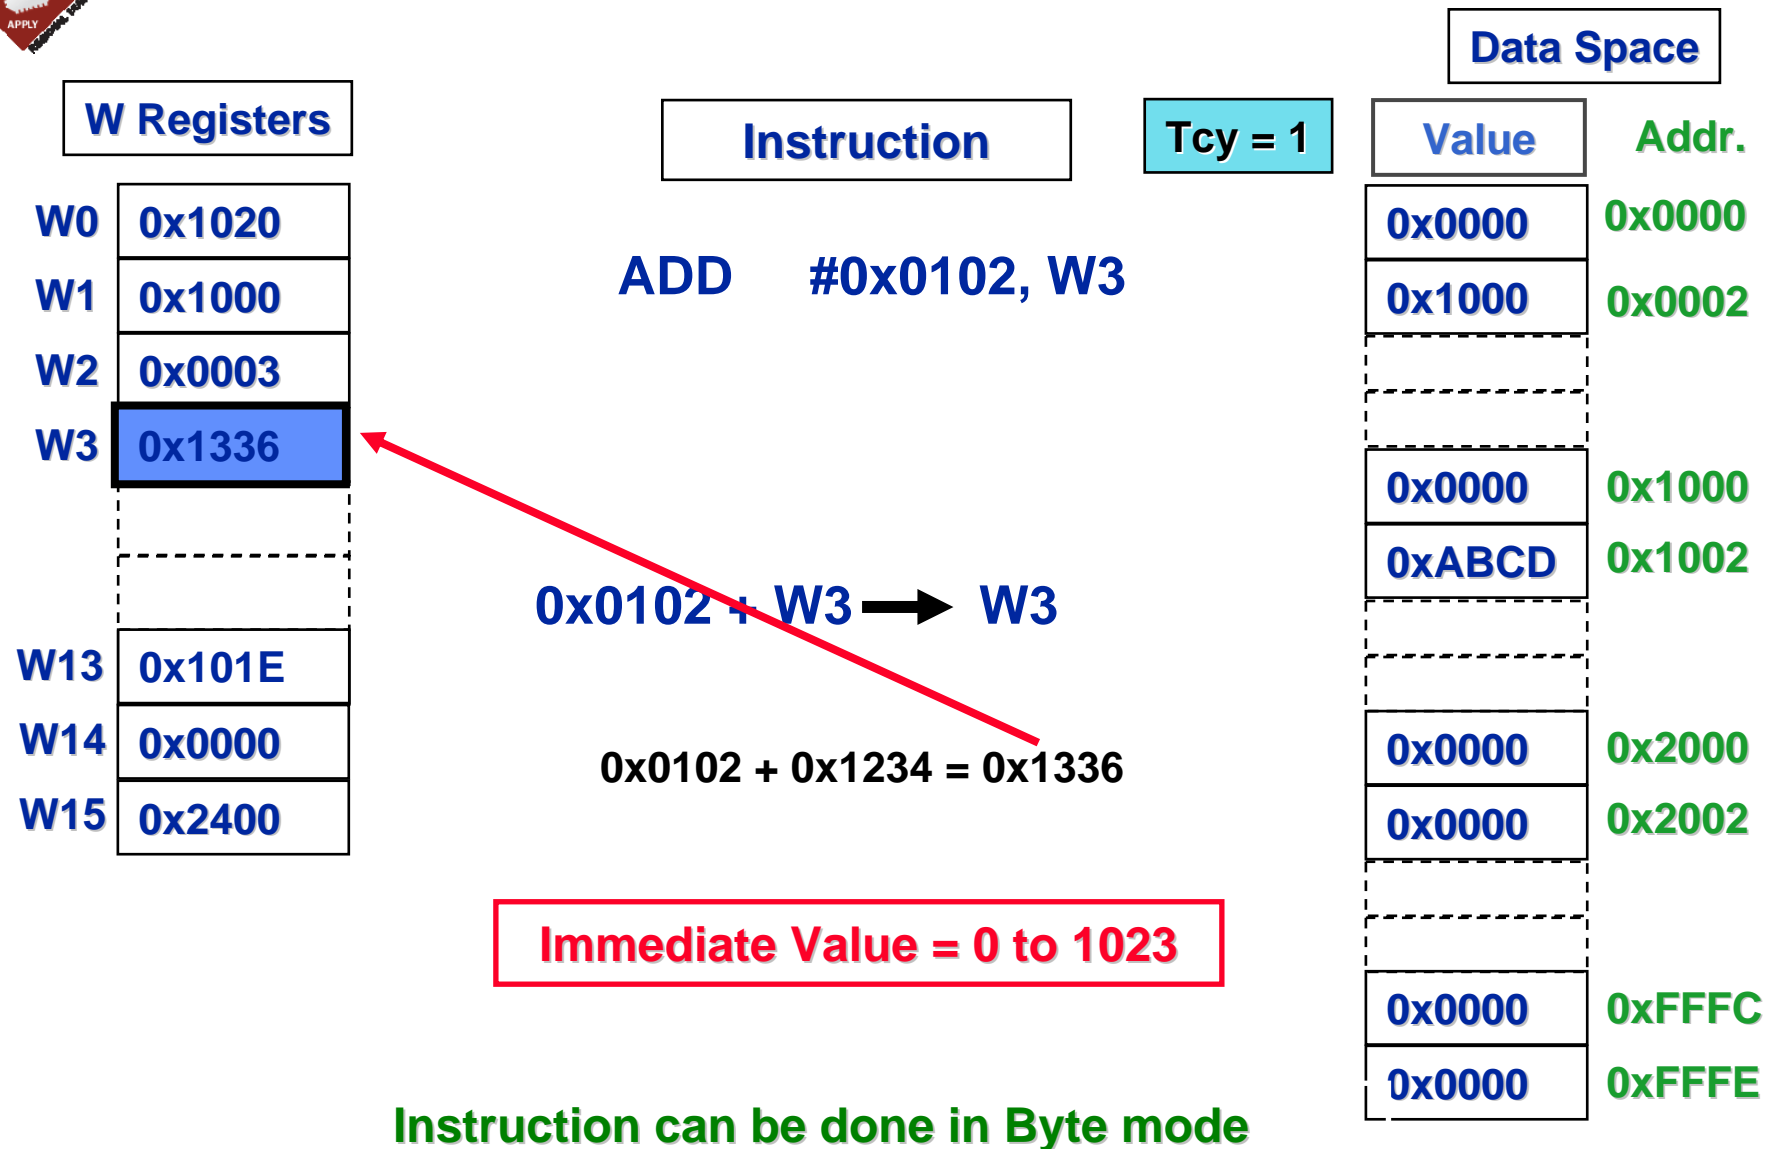 APPLY
Data Space
W Registers
Instruction
Tcy = 1
Value
Addr.
W0 0x1020
0x0000 0x0000
ADD #0x0102, W3
W1 0x1000
0x1000 0x0002
W2 0x0003
W3 0x1336
0x0000 0x1000
0xABCD 0x1002
0x0102 + W3 W3
W13 0x101E
W14 0x0000
0x0000 0x2000
0x0102 + 0x1234 = 0x1336
W15 0x2400
0x0000 0x2002
Immediate Value = 0 to 1023
0x0000 0xFFFC
0x0000 0xFFFE
Instruction can be done in Byte mode